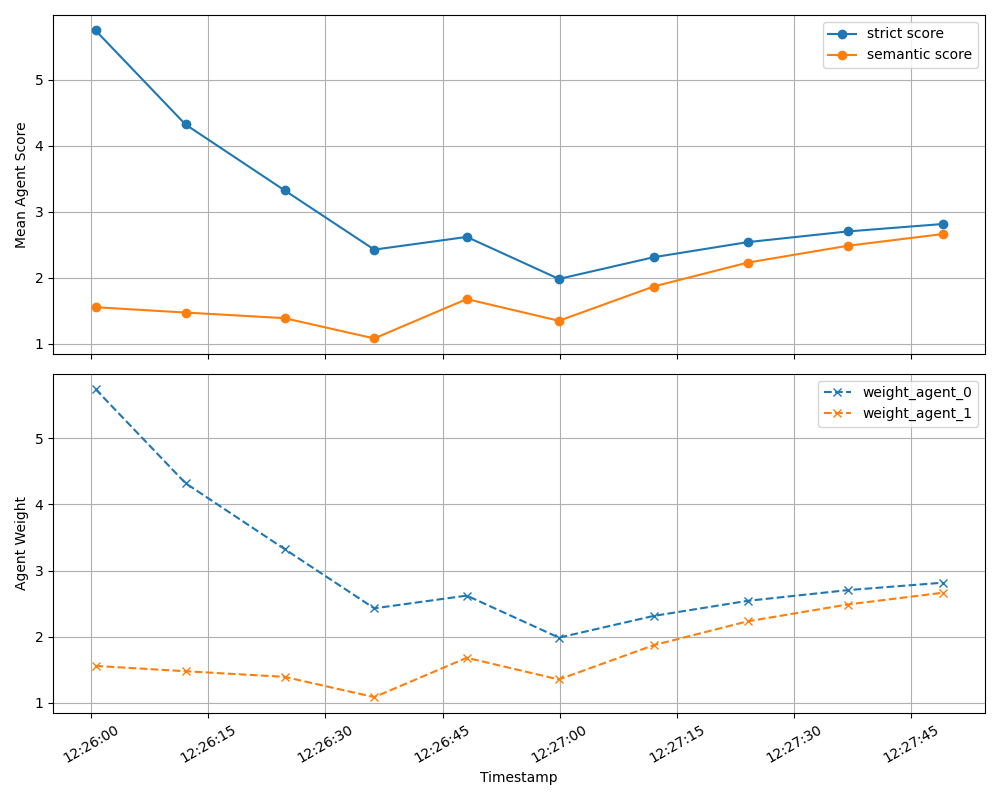 strict score
semantic score
5
4
3
2
1
Mean Agent Score
weight_agent_0
weight_agent_1
5
4
3
2
1
Agent Weight
12:26:00 12:26:15 12:26:30 12:26:45 12:27:00 12:27:15 12:27:30 12:27:45
Timestamp